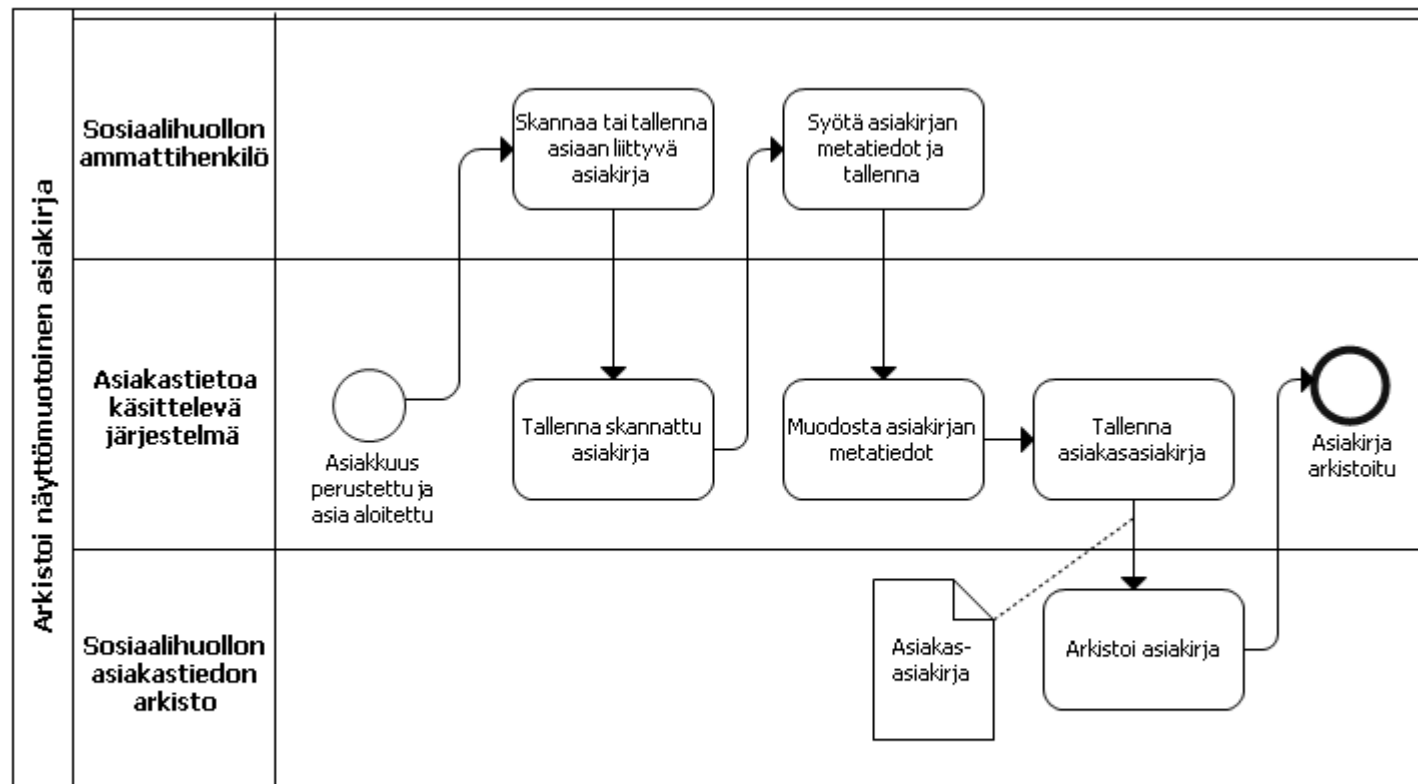 Arkistoi näyttömuotoinen asiakirja
Sosiaalihuollon
ammattihenkilö
Skannaa tai tallenna
asiaan liittyvä
asiakirja
Syötä asiakirjan
metatiedot ja
tallenna
Asiakastietoa
käsittelevä
järjestelmä
Asiakkuus
perustettu ja
asia aloitettu
Tallenna skannattu
asiakirja
Muodosta asiakirjan
metatiedot
Tallenna
asiakasasiakirja
Asiakirja
arkistoitu
Sosiaalihuollon
asiakastiedon
arkisto
Asiakas-
asiakirja
Arkistoi asiakirja